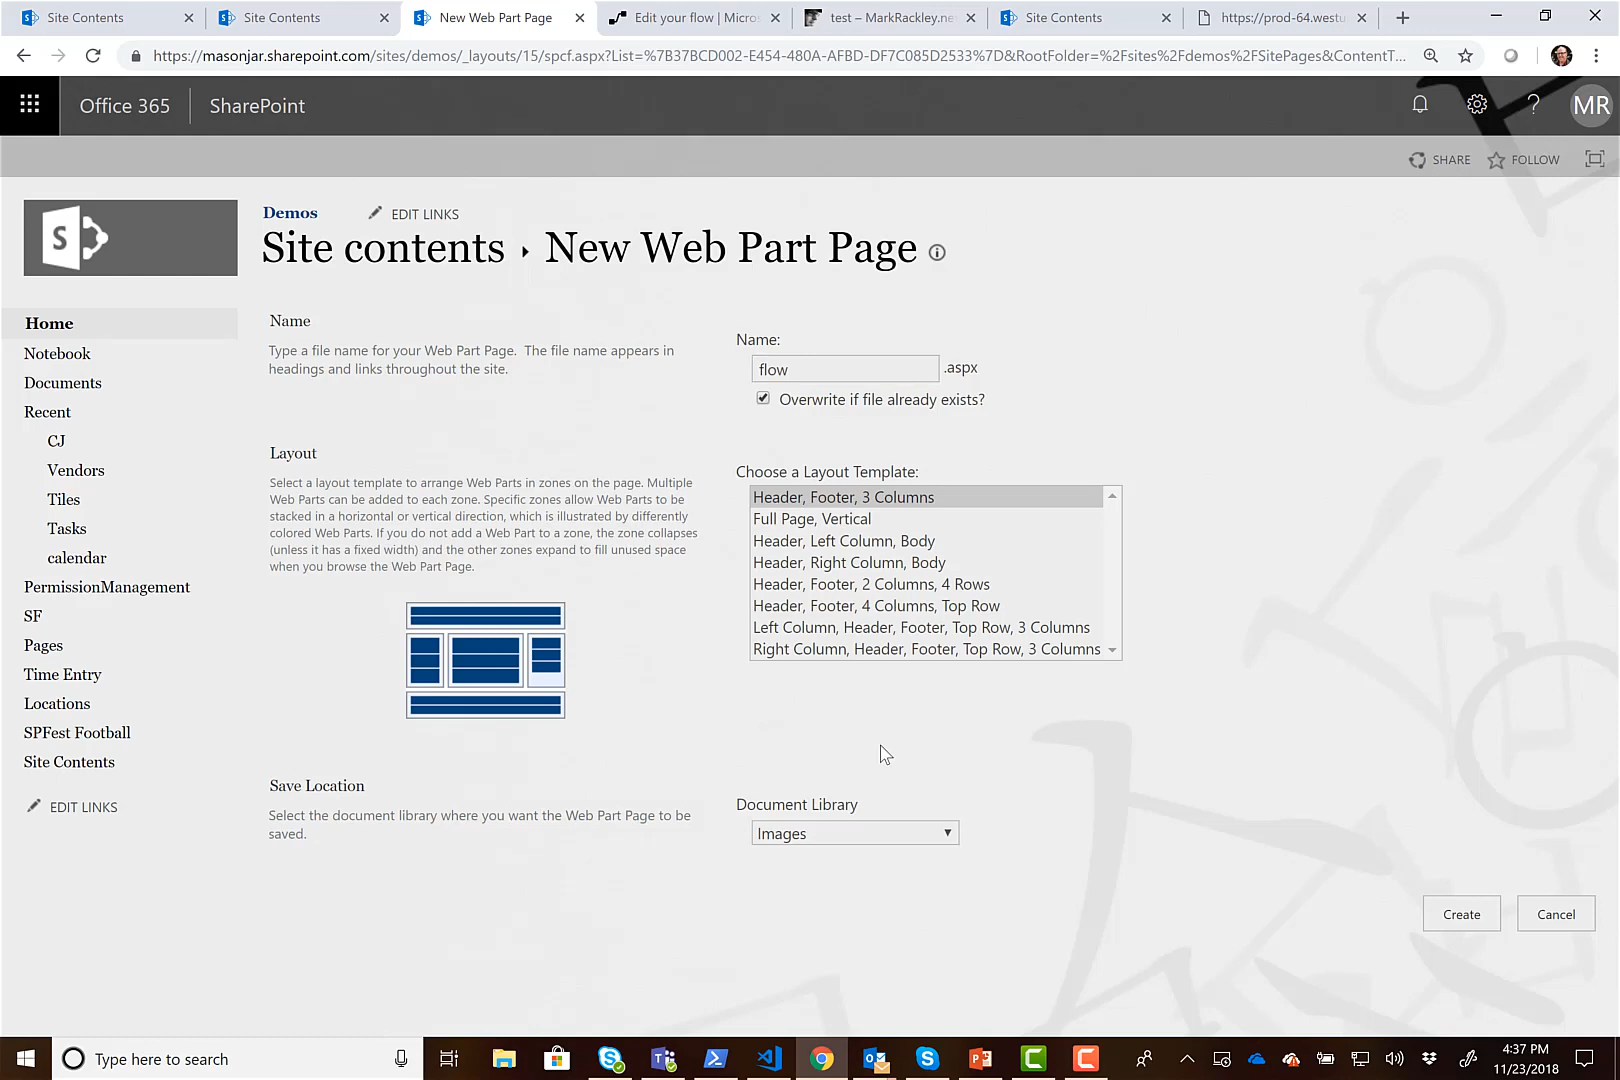 Site Contents
Site Contents
New Web Part Page
Edit your flow | Micros
test – MarkRackley.ne
Site Contents
https://prod-64.westu
https://masonjar.sharepoint.com/sites/demos/_layouts/15/spcf.aspx?List=%7B37BCD002-E454-480A-AFBD-DF7C085D2533%7D&RootFolder=%2Fsites%2Fdemos%2FSitePages&ContentT...
Office 365
SharePoint
MR
SHARE
FOLLOW
S
Demos
EDIT LINKS
Site contents ▸ New Web Part Page
Home
Notebook
Documents
Recent
CJ
Vendors
Tiles
Tasks
calendar
PermissionManagement
SF
Pages
Time Entry
Locations
SPFest Football
Site Contents
EDIT LINKS
Name
Type a file name for your Web Part Page. The file name appears in
headings and links throughout the site.
Name:
flow .aspx
Overwrite if file already exists?
Layout
Select a layout template to arrange Web Parts in zones on the page. Multiple
Web Parts can be added to each zone. Specific zones allow Web Parts to be
stacked in a horizontal or vertical direction, which is illustrated by differently
colored Web Parts. If you do not add a Web Part to a zone, the zone collapses
(unless it has a fixed width) and the other zones expand to fill unused space
when you browse the Web Part Page.
Choose a Layout Template:
Header, Footer, 3 Columns
Full Page, Vertical
Header, Left Column, Body
Header, Right Column, Body
Header, Footer, 2 Columns, 4 Rows
Header, Footer, 4 Columns, Top Row
Left Column, Header, Footer, Top Row, 3 Columns
Right Column, Header, Footer, Top Row, 3 Columns
Save Location
Select the document library where you want the Web Part Page to be
saved.
Document Library
Images
Create
Cancel
Type here to search
4:37 PM
11/23/2018